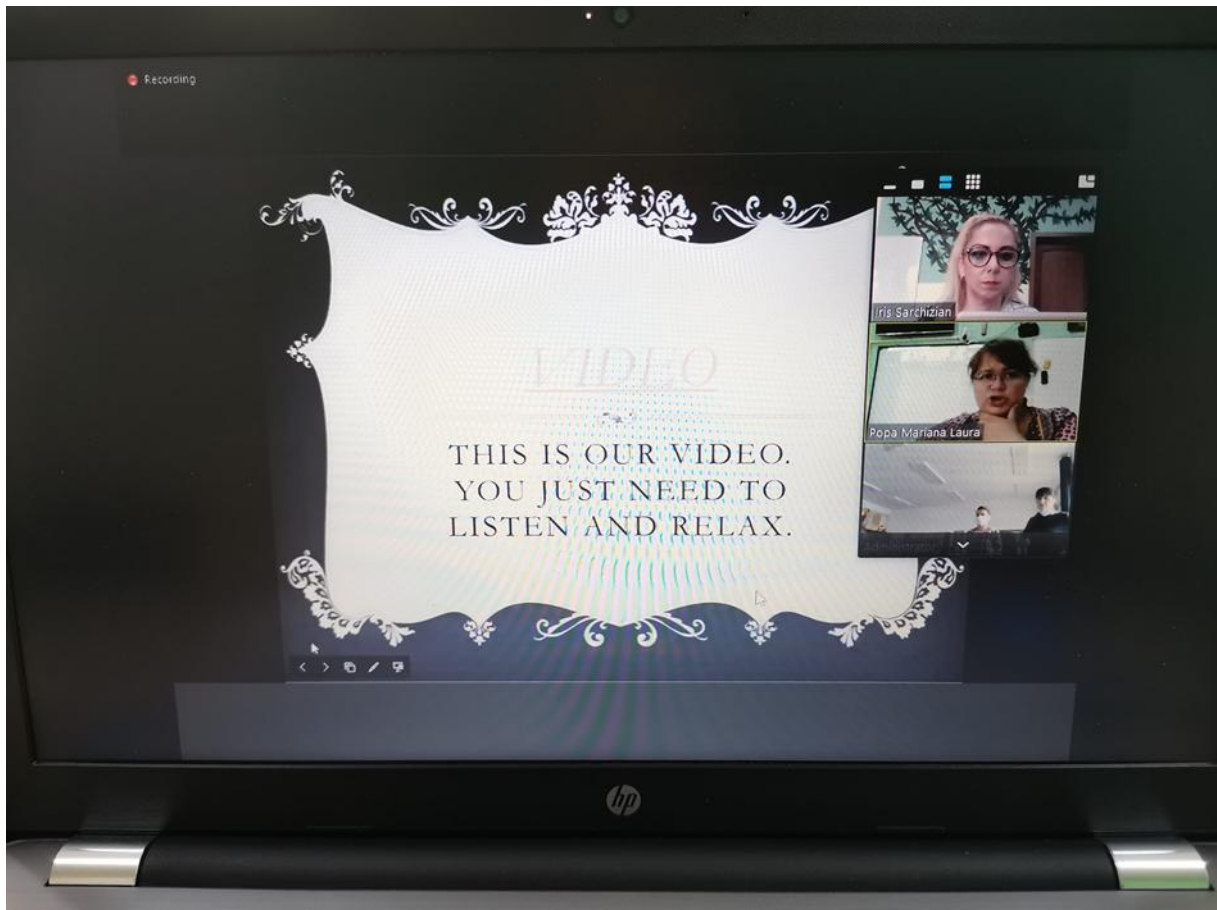 Recording
VIDEO
THIS IS OUR VIDEO.
YOU JUST NEED TO
LISTEN AND RELAX.
Iris Sarchizian
Popa Mariana Laura
Administrator
hp